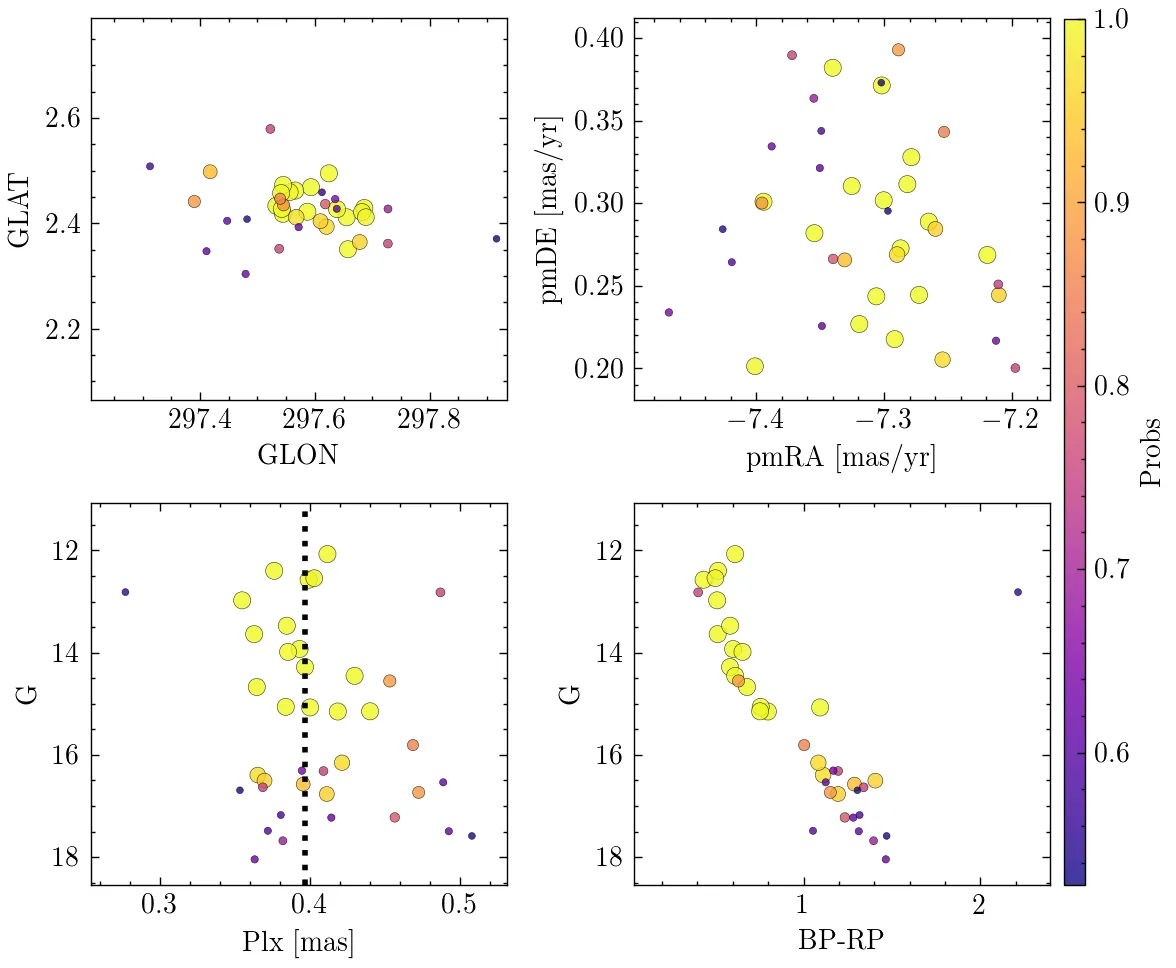 2.6
2.4
2.2
GLAT
297.4 297.6 297.8
GLON
0.40
0.35
0.30
0.25
0.20
pmDE [mas/yr]
−7.4 −7.3 −7.2
pmRA [mas/yr]
12
14
16
18
G
0.3 0.4 0.5
Plx [mas]
12
14
16
18
G
1 2
BP-RP
1.0
0.9
0.8
0.7
0.6
Probs